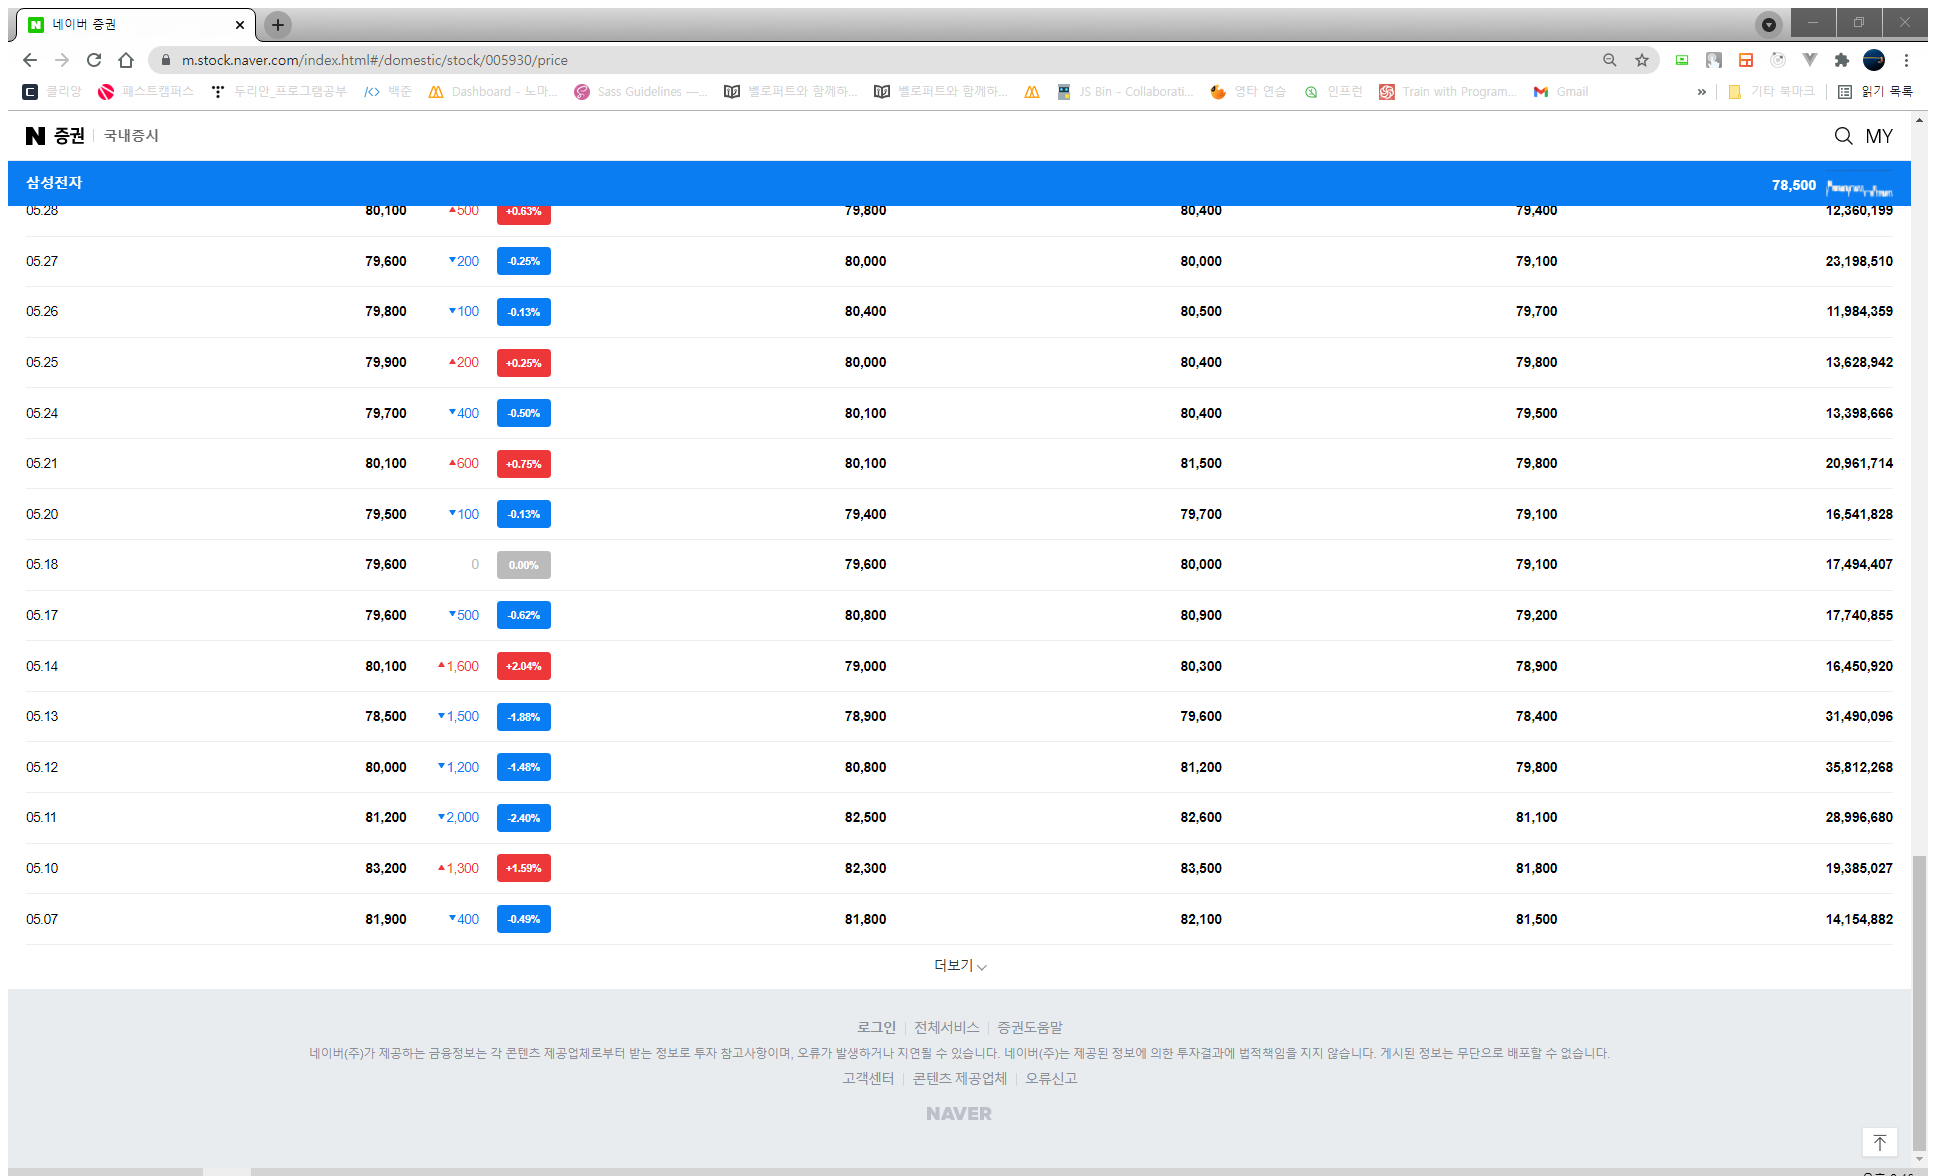 네이버 증권
m.stock.naver.com/index.html#/domestic/stock/005930/price
클리앙 패스트캠퍼스 두리안_프로그램공부 백준 Dashboard - 노마... Sass Guidelines —... 벨로퍼트와 함께하... 벨로퍼트와 함께하... JS Bin - Collaborati... 영타 연습 인프런 Train with Program... Gmail » 기타 북마크 읽기 목록
N 증권 국내증시 MY
삼성전자 78,500
05.28 80,100 ▲500 +0.63% 79,800 80,400 79,400 12,360,199
05.27 79,600 ▼200 -0.25% 80,000 80,000 79,100 23,198,510
05.26 79,800 ▼100 -0.13% 80,400 80,500 79,700 11,984,359
05.25 79,900 ▲200 +0.25% 80,000 80,400 79,800 13,628,942
05.24 79,700 ▼400 -0.50% 80,100 80,400 79,500 13,398,666
05.21 80,100 ▲600 +0.75% 80,100 81,500 79,800 20,961,714
05.20 79,500 ▼100 -0.13% 79,400 79,700 79,100 16,541,828
05.18 79,600 0 0.00% 79,600 80,000 79,100 17,494,407
05.17 79,600 ▼500 -0.62% 80,800 80,900 79,200 17,740,855
05.14 80,100 ▲1,600 +2.04% 79,000 80,300 78,900 16,450,920
05.13 78,500 ▼1,500 -1.88% 78,900 79,600 78,400 31,490,096
05.12 80,000 ▼1,200 -1.48% 80,800 81,200 79,800 35,812,268
05.11 81,200 ▼2,000 -2.40% 82,500 82,600 81,100 28,996,680
05.10 83,200 ▲1,300 +1.59% 82,300 83,500 81,800 19,385,027
05.07 81,900 ▼400 -0.49% 81,800 82,100 81,500 14,154,882
더보기
로그인 전체서비스 증권도움말
네이버(주)가 제공하는 금융정보는 각 콘텐츠 제공업체로부터 받는 정보로 투자 참고사항이며, 오류가 발생하거나 지연될 수 있습니다. 네이버(주)는 제공된 정보에 의한 투자결과에 법적책임을 지지 않습니다. 게시된 정보는 무단으로 배포할 수 없습니다.
고객센터 콘텐츠 제공업체 오류신고
NAVER